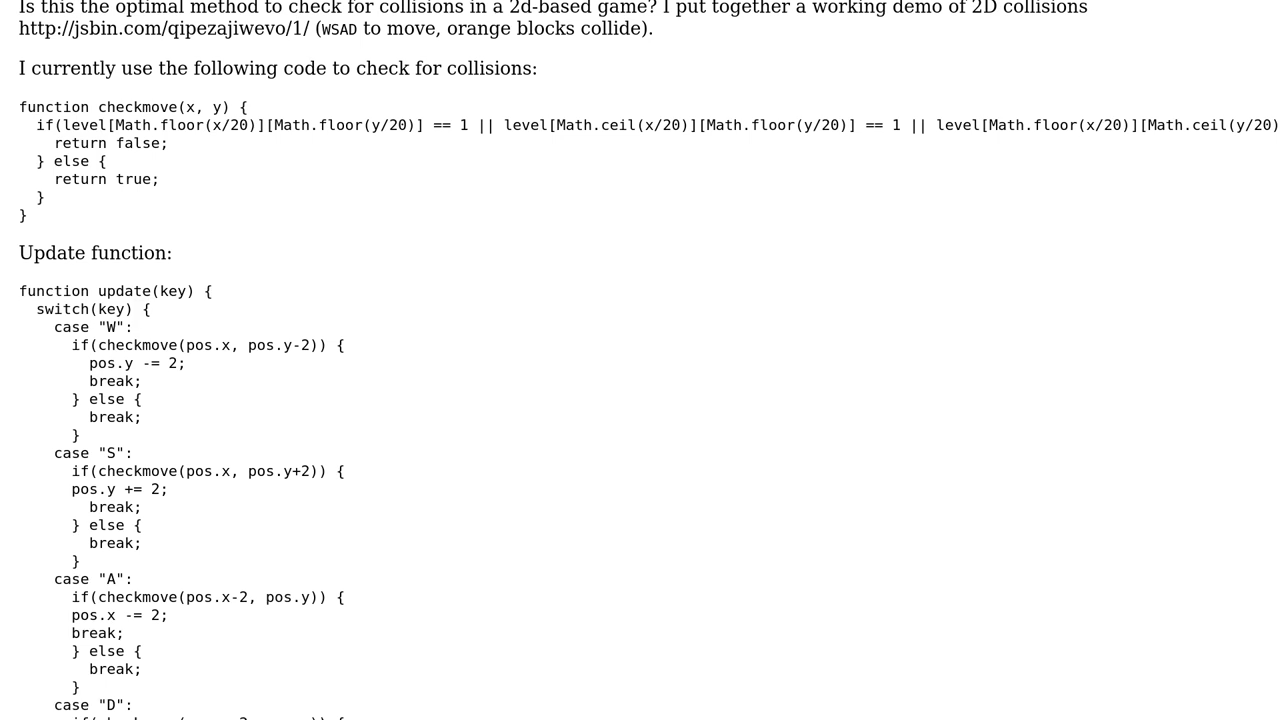 Is this the optimal method to check for collisions in a 2d-based game? I put together a working demo of 2D collisions
http://jsbin.com/qipezajiwevo/1/ (WSAD to move, orange blocks collide).
I currently use the following code to check for collisions:
function checkmove(x, y) {
  if(level[Math.floor(x/20)][Math.floor(y/20)] == 1 || level[Math.ceil(x/20)][Math.floor(y/20)] == 1 || level[Math.floor(x/20)][Math.ceil(y/20)
    return false;
  } else {
    return true;
  }
}
Update function:
function update(key) {
  switch(key) {
    case "W":
      if(checkmove(pos.x, pos.y-2)) {
        pos.y -= 2;
        break;
      } else {
        break;
      }
    case "S":
      if(checkmove(pos.x, pos.y+2)) {
      pos.y += 2;
        break;
      } else {
        break;
      }
    case "A":
      if(checkmove(pos.x-2, pos.y)) {
      pos.x -= 2;
      break;
      } else {
        break;
      }
    case "D":